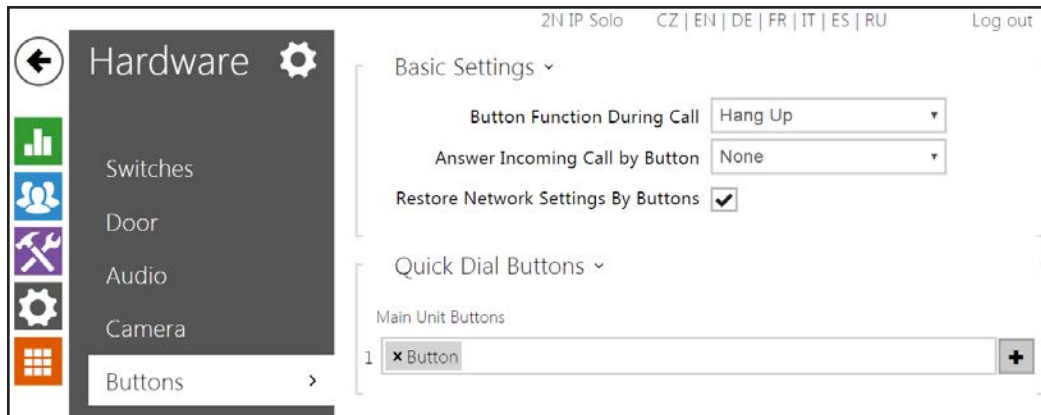 2N IP Solo CZ | EN | DE | FR | IT | ES | RU Log out
Hardware
Switches
Door
Audio
Camera
Buttons
Basic Settings
Button Function During Call Hang Up
Answer Incoming Call by Button None
Restore Network Settings By Buttons
Quick Dial Buttons
Main Unit Buttons
1 × Button